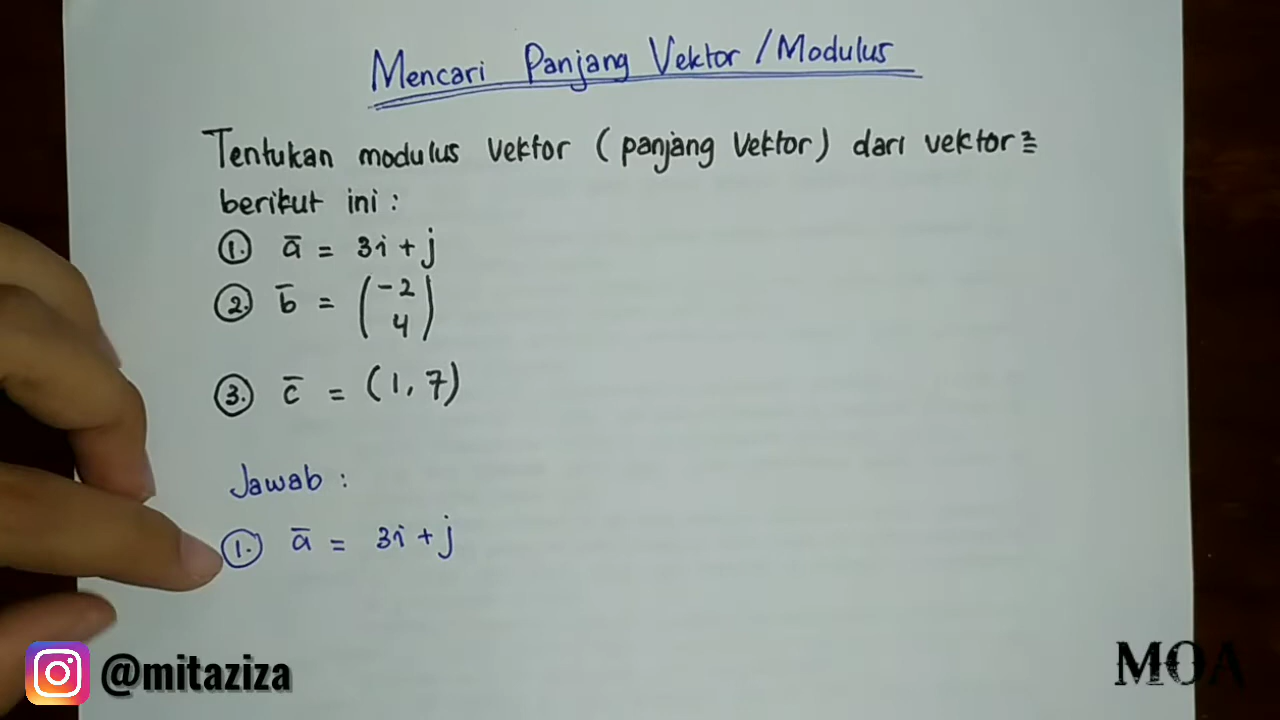 Mencari Panjang Vektor / Modulus
Tentukan modulus vektor (panjang vektor) dari vektor²
berikut ini :
1. a̅ = 3i + j
2. b̅ = (-2
4)
3. c̅ = (1, 7)
Jawab :
1. a̅ = 3i + j
@mitaziza
MOA